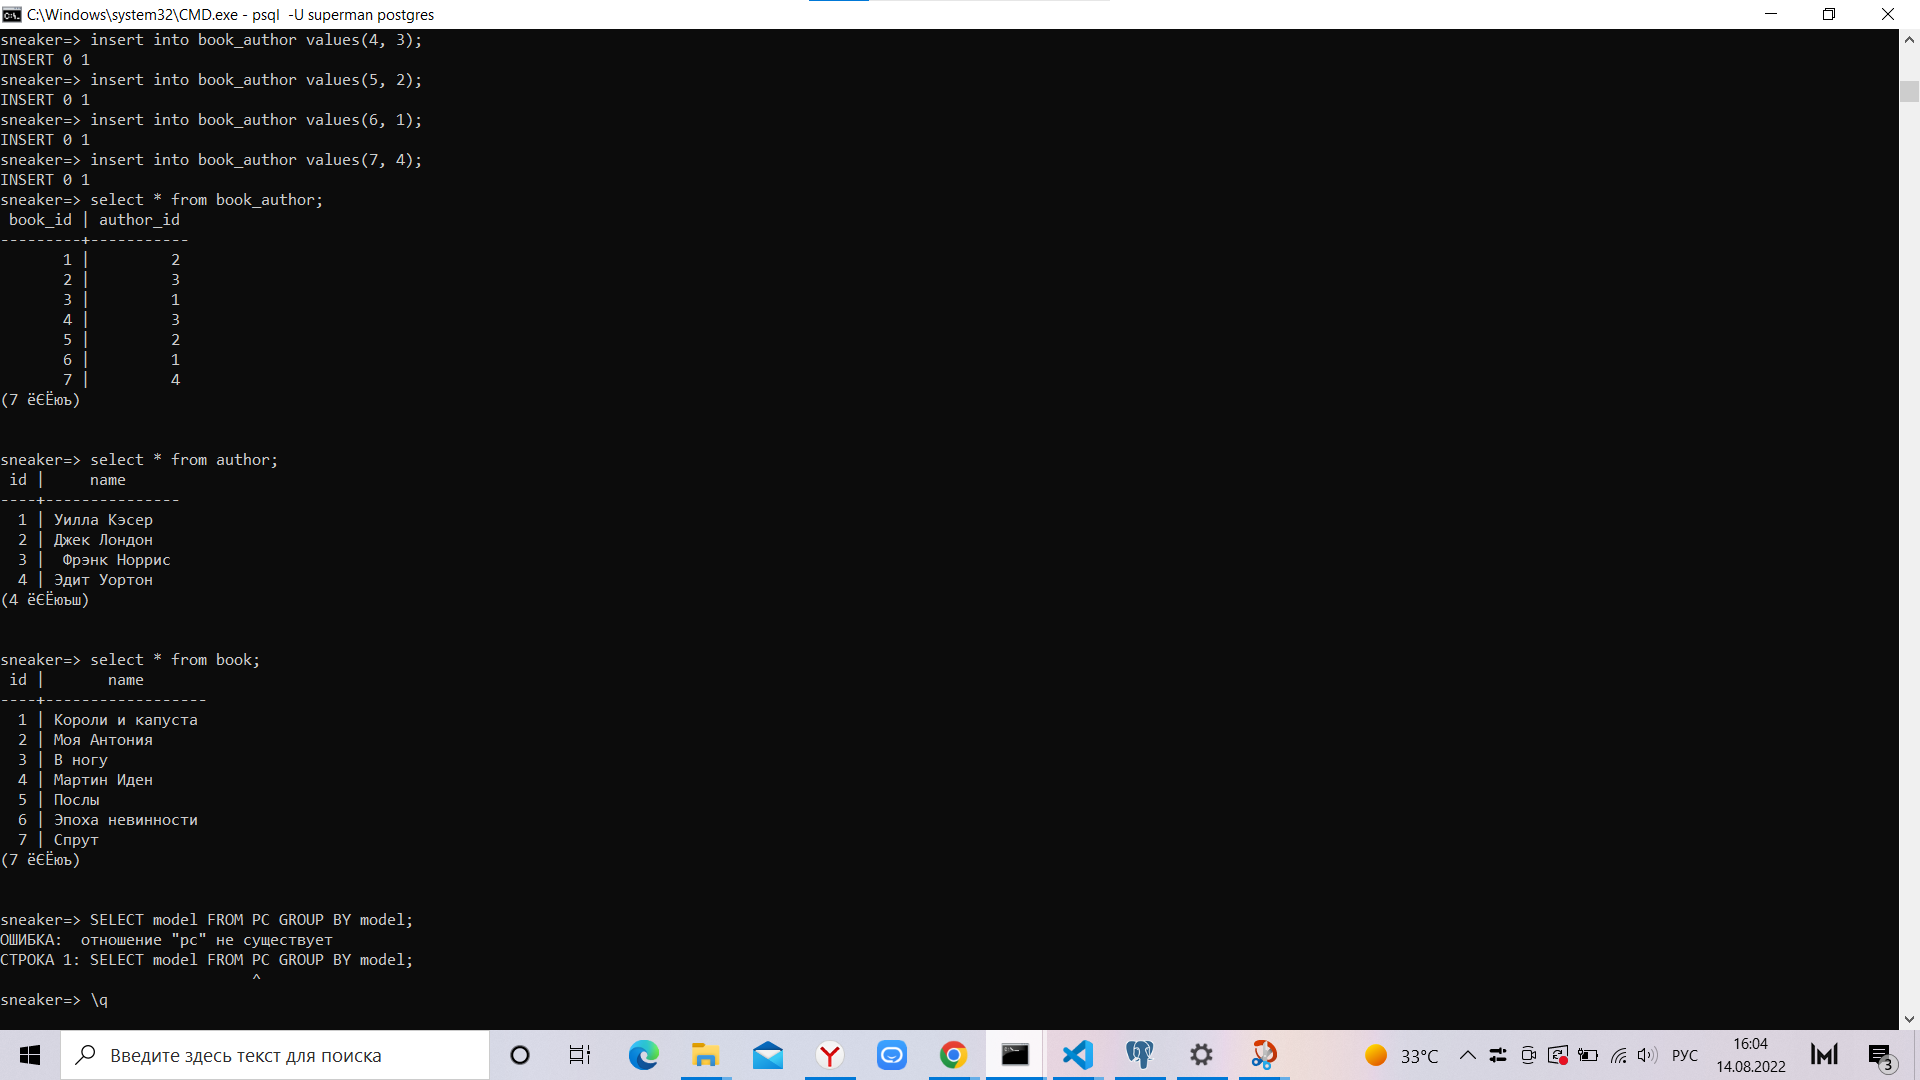 C:\Windows\system32\CMD.exe - psql  -U superman postgres
sneaker=> insert into book_author values(4, 3);
INSERT 0 1
sneaker=> insert into book_author values(5, 2);
INSERT 0 1
sneaker=> insert into book_author values(6, 1);
INSERT 0 1
sneaker=> insert into book_author values(7, 4);
INSERT 0 1
sneaker=> select * from book_author;
 book_id | author_id
---------+-----------
       1 |         2
       2 |         3
       3 |         1
       4 |         3
       5 |         2
       6 |         1
       7 |         4
(7 ёЄЁюъ)
sneaker=> select * from author;
 id |     name
----+---------------
  1 | Уилла Кэсер
  2 | Джек Лондон
  3 |  Фрэнк Норрис
  4 | Эдит Уортон
(4 ёЄЁюъш)
sneaker=> select * from book;
 id |       name
----+------------------
  1 | Короли и капуста
  2 | Моя Антония
  3 | В ногу
  4 | Мартин Иден
  5 | Послы
  6 | Эпоха невинности
  7 | Спрут
(7 ёЄЁюъ)
sneaker=> SELECT model FROM PC GROUP BY model;
ОШИБКА:  отношение "pc" не существует
СТРОКА 1: SELECT model FROM PC GROUP BY model;
                            ^
sneaker=> \q
Введите здесь текст для поиска
33°C
РУС
16:04
14.08.2022
3